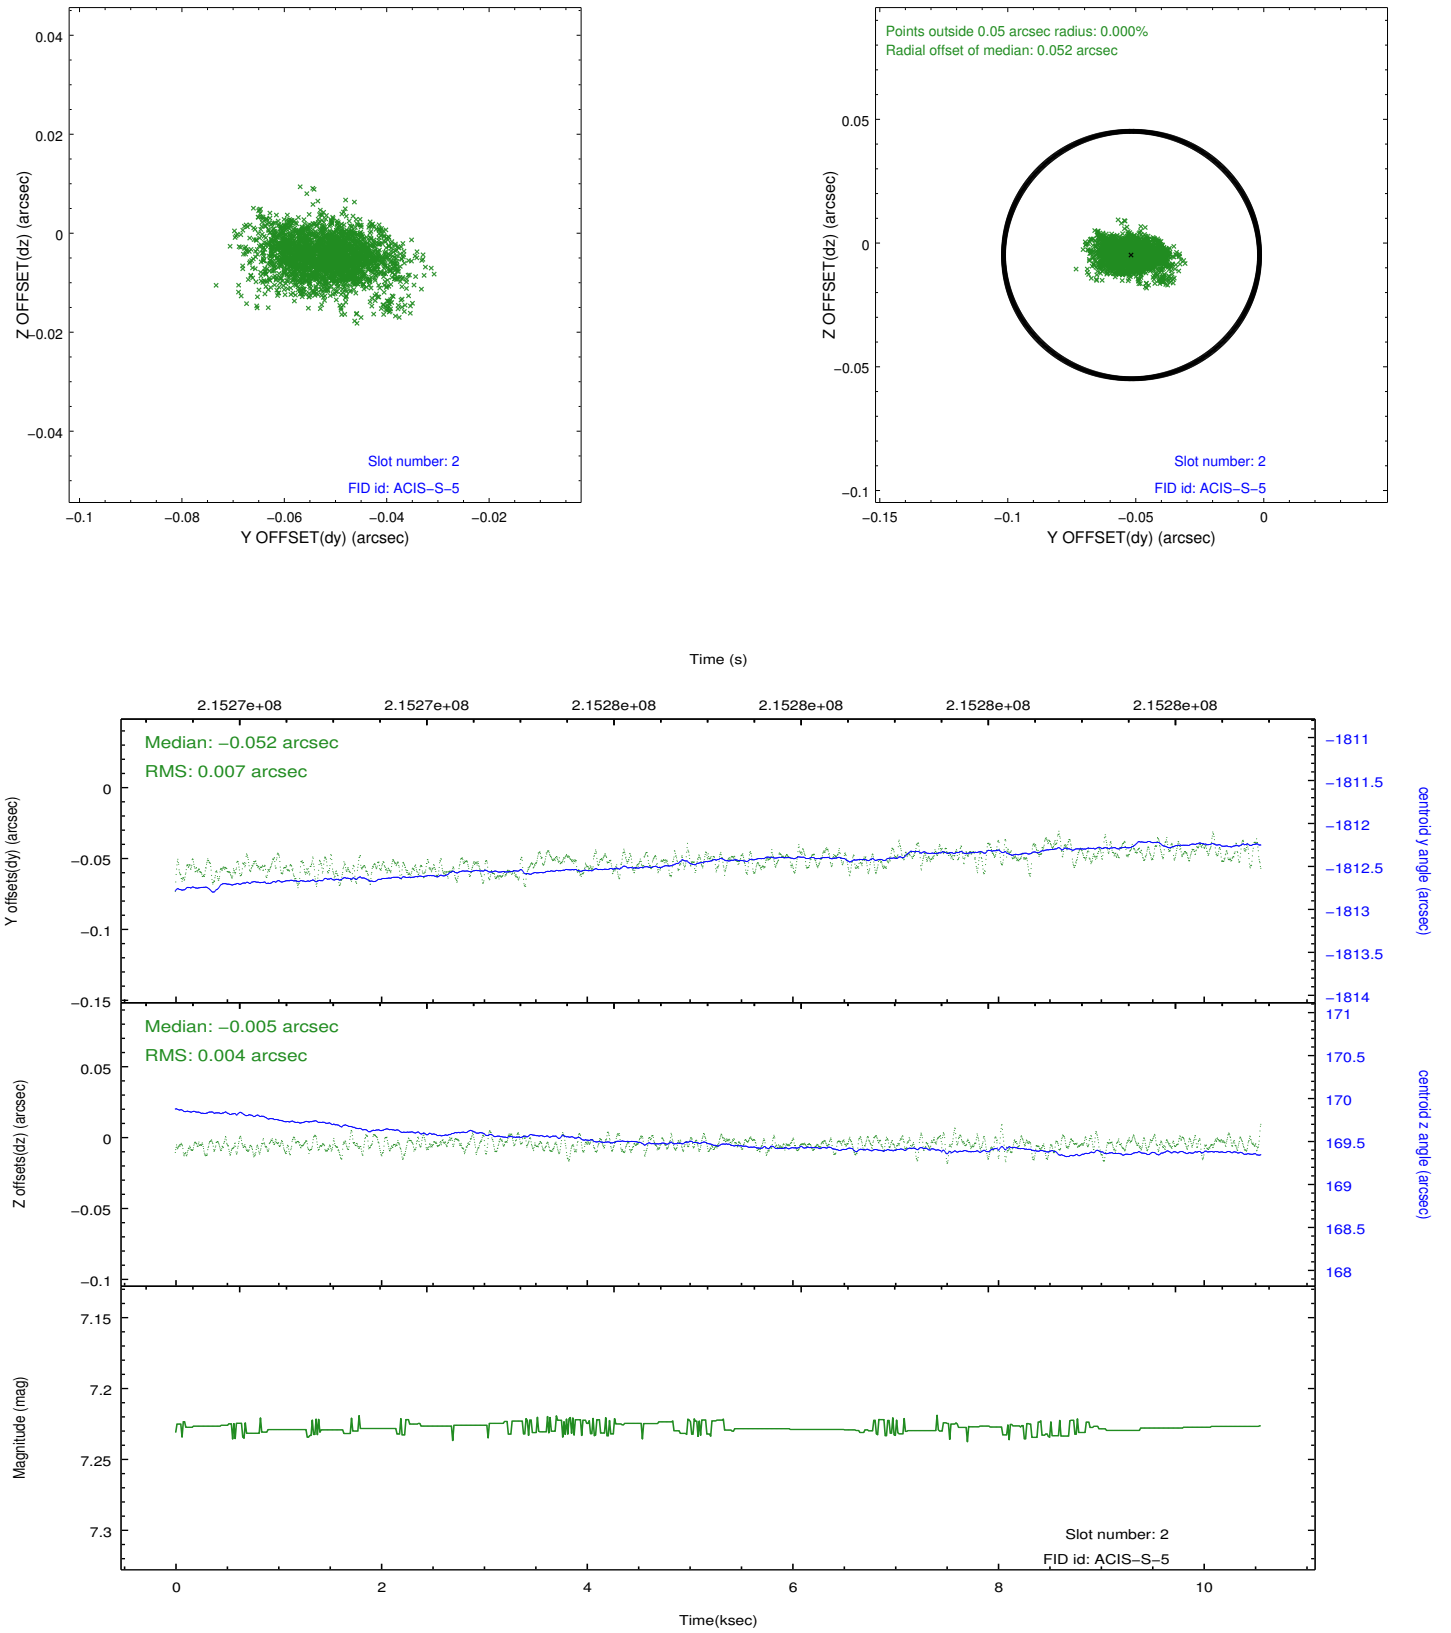 0.04
0.02
0
−0.02
−0.04
Z OFFSET(dz) (arcsec)
Slot number: 2
FID id: ACIS−S−5
−0.1
−0.08
−0.06
−0.04
−0.02
Y OFFSET(dy) (arcsec)
Points outside 0.05 arcsec radius: 0.000%
Radial offset of median: 0.052 arcsec
0.05
0
−0.05
−0.1
Z OFFSET(dz) (arcsec)
Slot number: 2
FID id: ACIS−S−5
−0.15
−0.1
−0.05
0
Y OFFSET(dy) (arcsec)
Time (s)
2.1527e+08
2.1527e+08
2.1528e+08
2.1528e+08
2.1528e+08
2.1528e+08
Median: −0.052 arcsec
RMS: 0.007 arcsec
0
−0.05
−0.1
−0.15
Y offsets(dy) (arcsec)
−1811
−1811.5
−1812
−1812.5
−1813
−1813.5
−1814
centroid y angle (arcsec)
Median: −0.005 arcsec
RMS: 0.004 arcsec
0.05
0
−0.05
−0.1
Z offsets(dz) (arcsec)
171
170.5
170
169.5
169
168.5
168
centroid z angle (arcsec)
7.15
7.2
7.25
7.3
Magnitude (mag)
Slot number: 2
FID id: ACIS−S−5
0
2
4
6
8
10
Time(ksec)